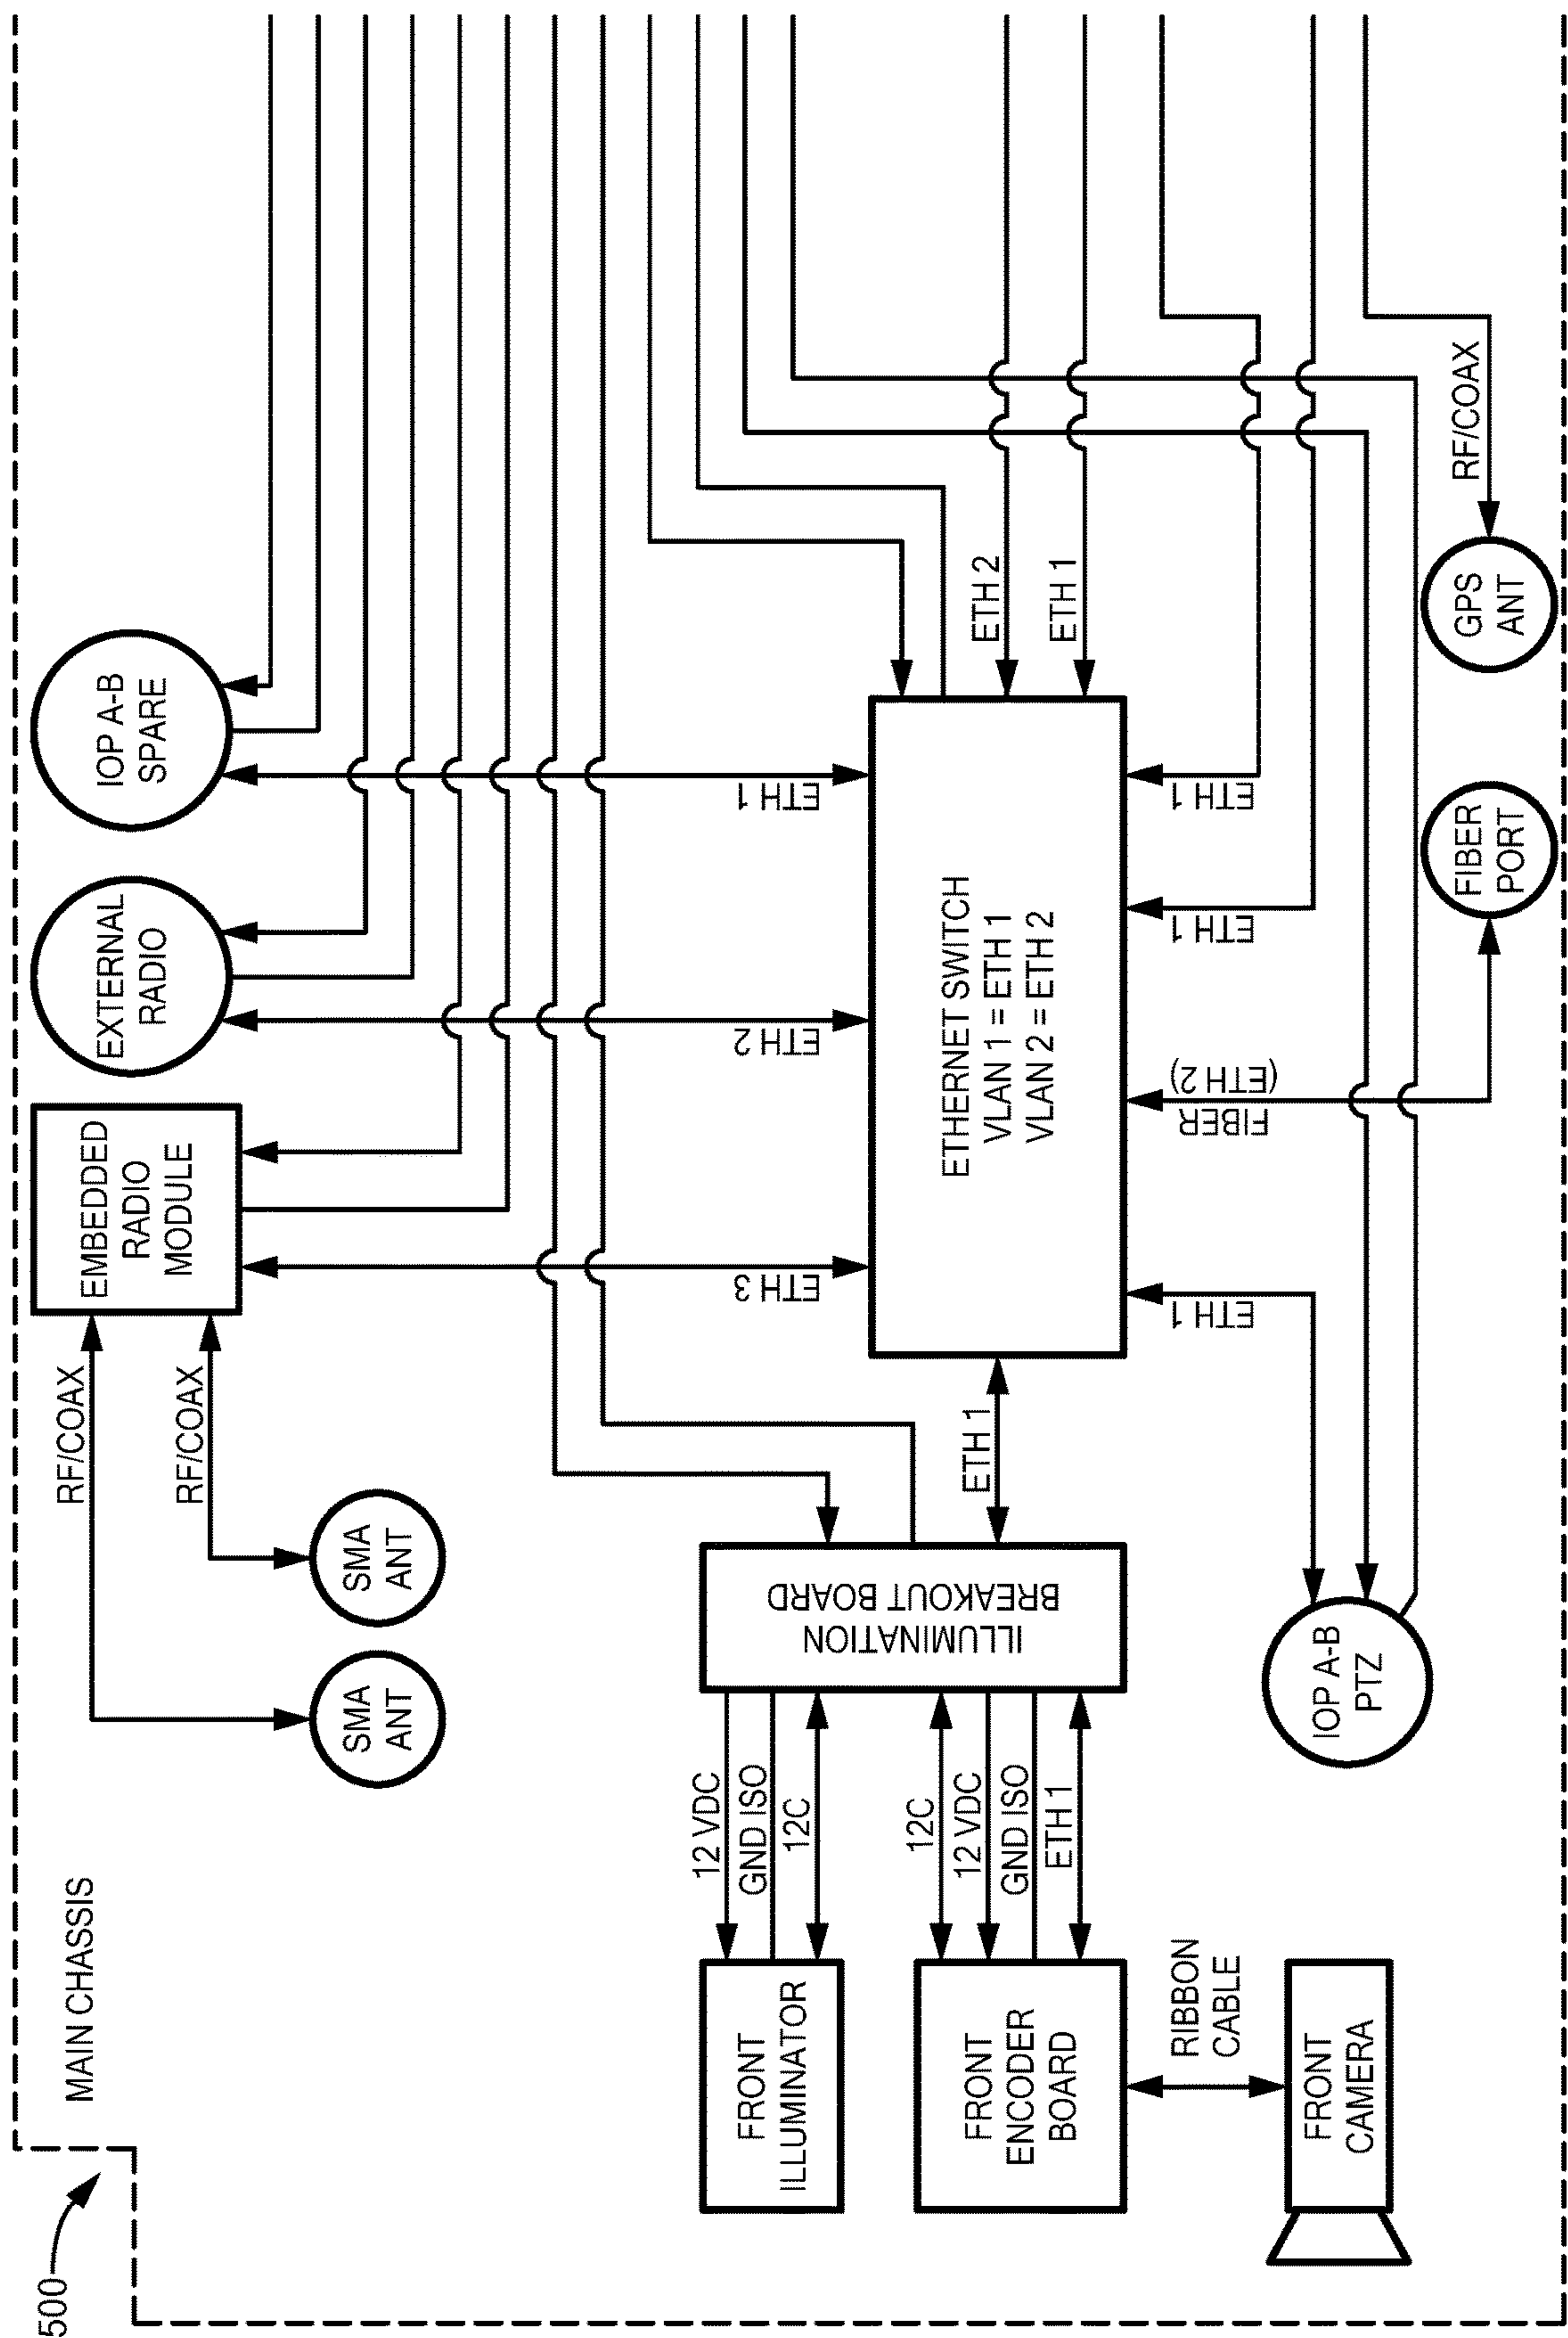 500
MAIN CHASSIS
RF/COAX
RF/COAX
SMA
ANT
SMA
ANT
EMBEDDED
RADIO
MODULE
EXTERNAL
RADIO
IOP A-B
SPARE
ETH 3
ETH 2
ETH 1
FRONT
ILLUMINATOR
12 VDC
GND ISO
12C
FRONT
ENCODER
BOARD
12C
12 VDC
GND ISO
ETH 1
ILLUMINATION
BREAKOUT BOARD
ETH 1
ETHERNET SWITCH
VLAN 1 = ETH 1
VLAN 2 = ETH 2
ETH 2
ETH 1
RIBBON
CABLE
FRONT
CAMERA
ETH 1
FIBER
(ETH 2)
ETH 1
ETH 1
IOP A-B
PTZ
FIBER
PORT
GPS
ANT
RF/COAX